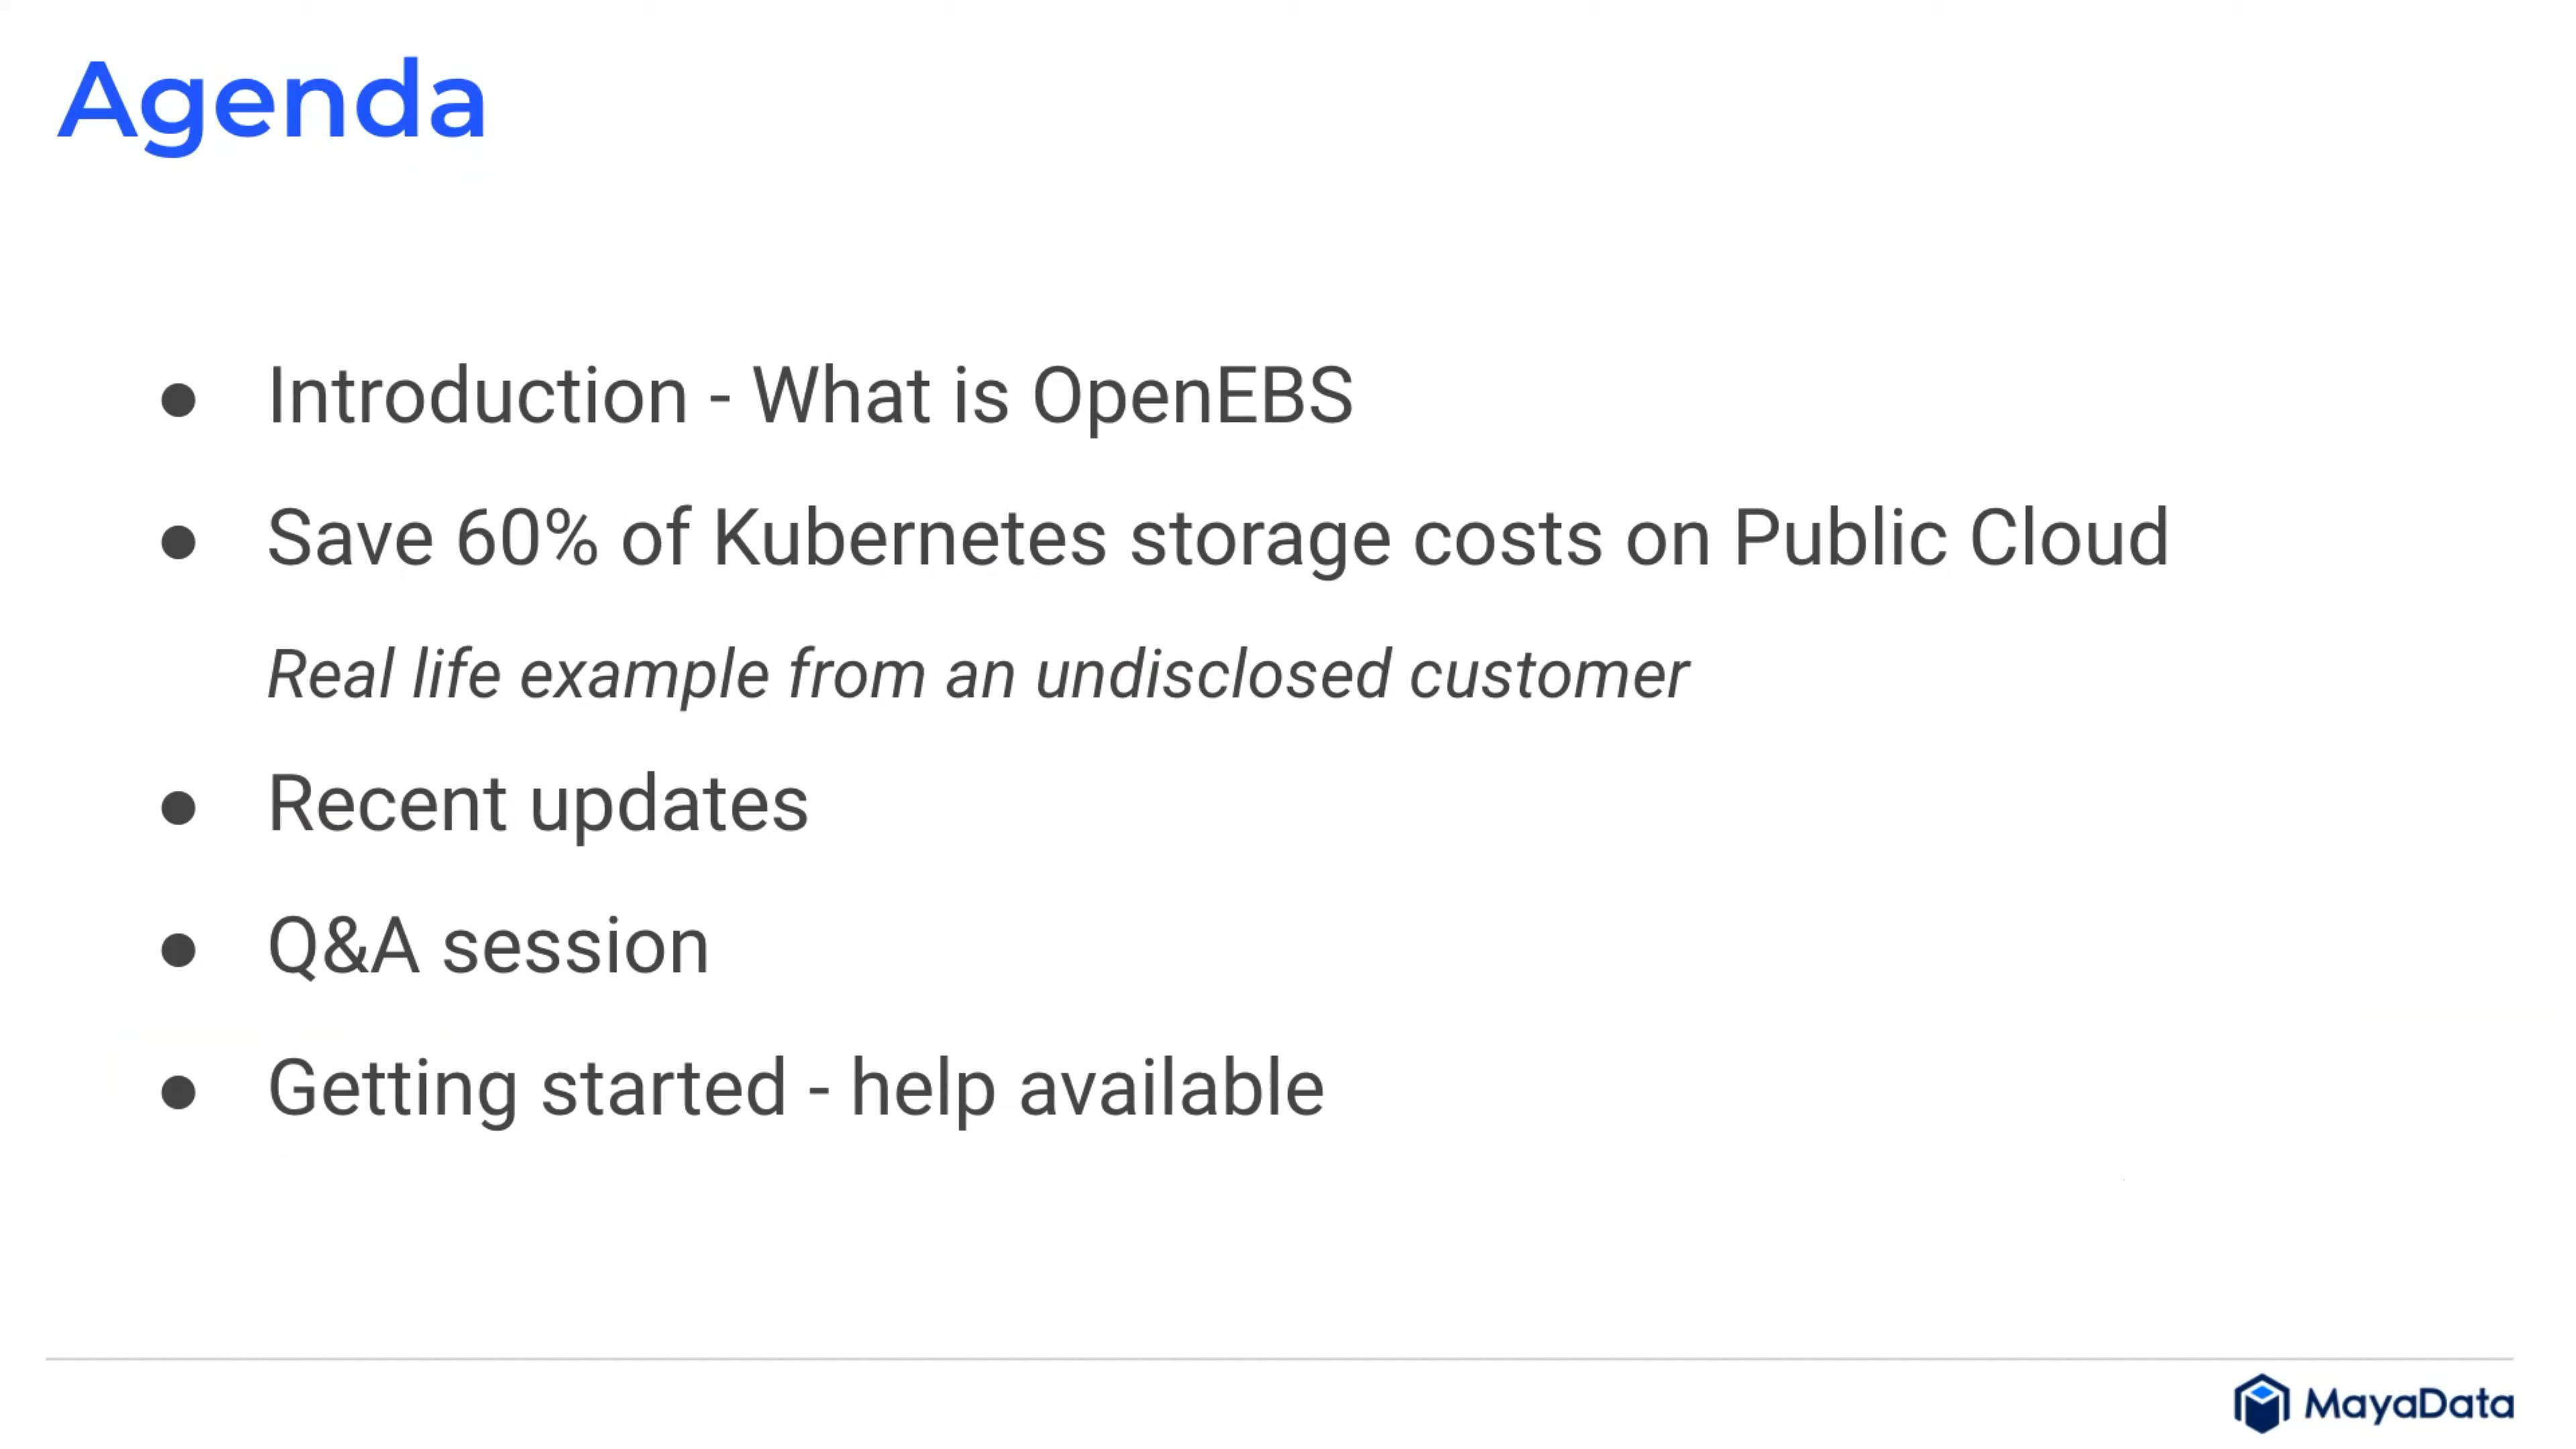 Agenda
● Introduction - What is OpenEBS
● Save 60% of Kubernetes storage costs on Public Cloud
Real life example from an undisclosed customer
● Recent updates
● Q&A session
● Getting started - help available
MayaData